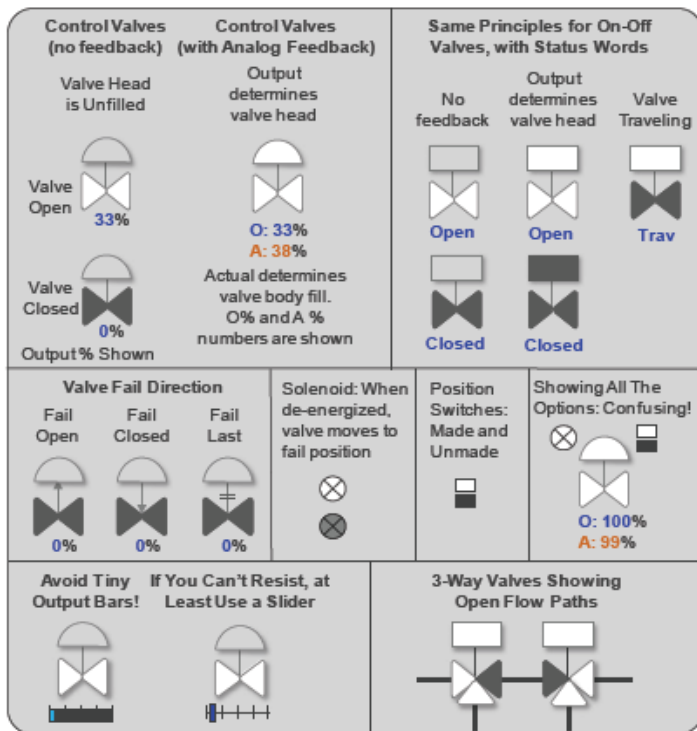 Control Valves
(no feedback)
Valve Head
is Unfilled
Valve
Open
33%
Valve
Closed
0%
Output % Shown
Control Valves
(with Analog Feedback)
Output
determines
valve head
O: 33%
A: 38%
Actual determines
valve body fill.
O% and A %
numbers are shown
Same Principles for On-Off
Valves, with Status Words
No
feedback
Output
determines
valve head
Valve
Traveling
Open
Open
Trav
Closed
Closed
Valve Fail Direction
Fail
Open
Fail
Closed
Fail
Last
0%
0%
0%
Solenoid: When
de-energized,
valve moves to
fail position
Position
Switches:
Made and
Unmade
Showing All The
Options: Confusing!
O: 100%
A: 99%
Avoid Tiny
Output Bars!
If You Can't Resist, at
Least Use a Slider
3-Way Valves Showing
Open Flow Paths